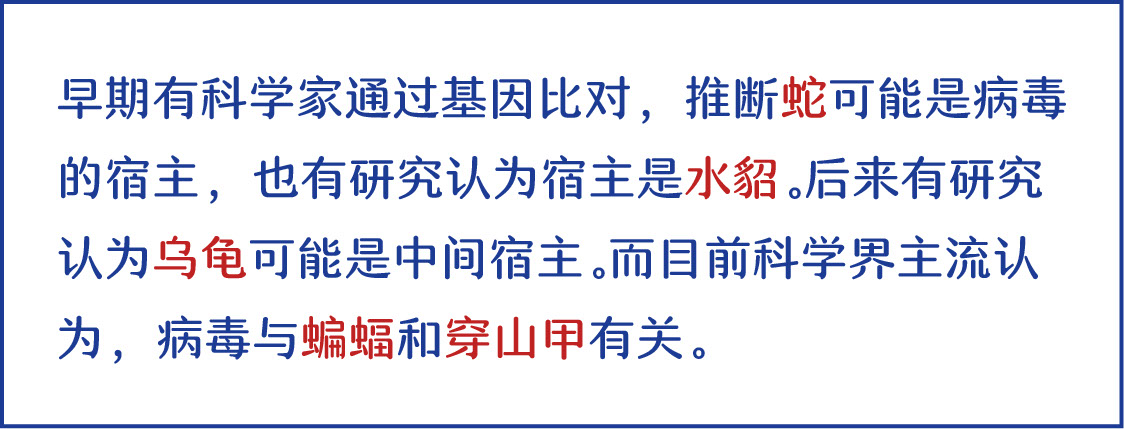 早期有科学家通过基因比对，推断蛇可能是病毒
的宿主，也有研究认为宿主是水貂。后来有研究
认为乌龟可能是中间宿主。而目前科学界主流认
为，病毒与蝙蝠和穿山甲有关。